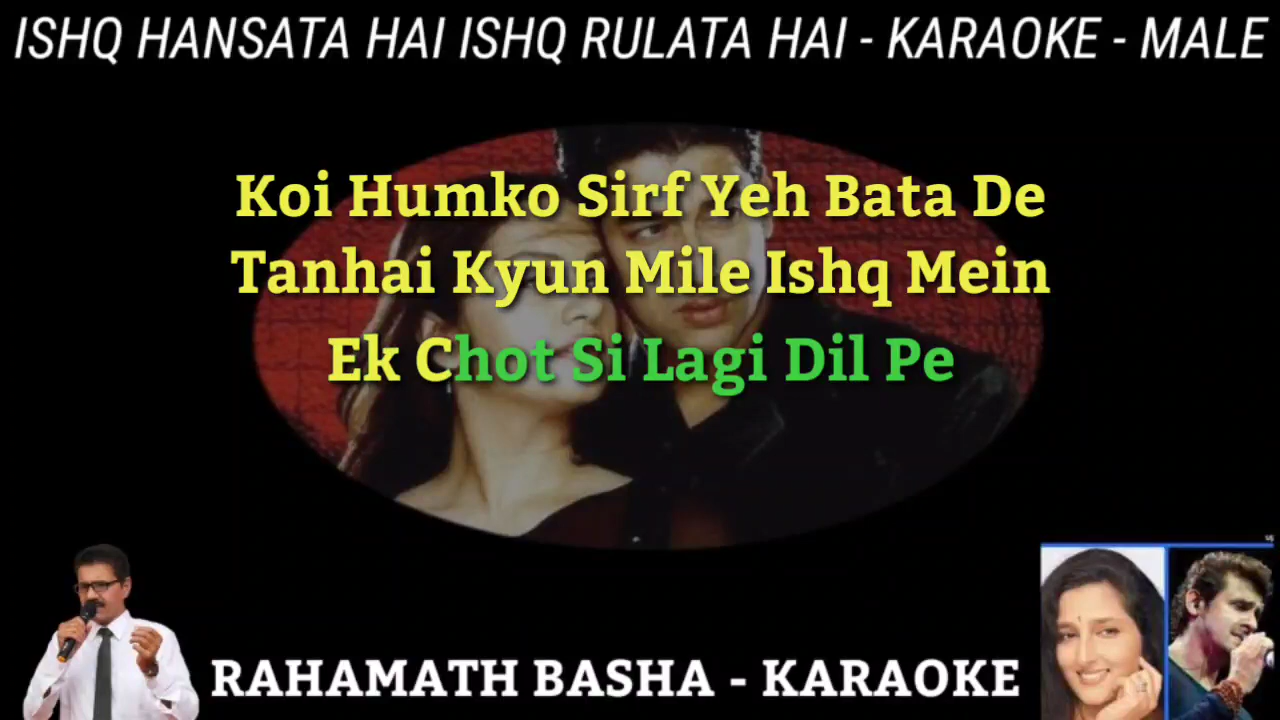 ISHQ HANSATA HAI ISHQ RULATA HAI - KARAOKE - MALE
Koi Humko Sirf Yeh Bata De
Tanhai Kyun Mile Ishq Mein
Ek Chot Si Lagi Dil Pe
RAHAMATH BASHA - KARAOKE